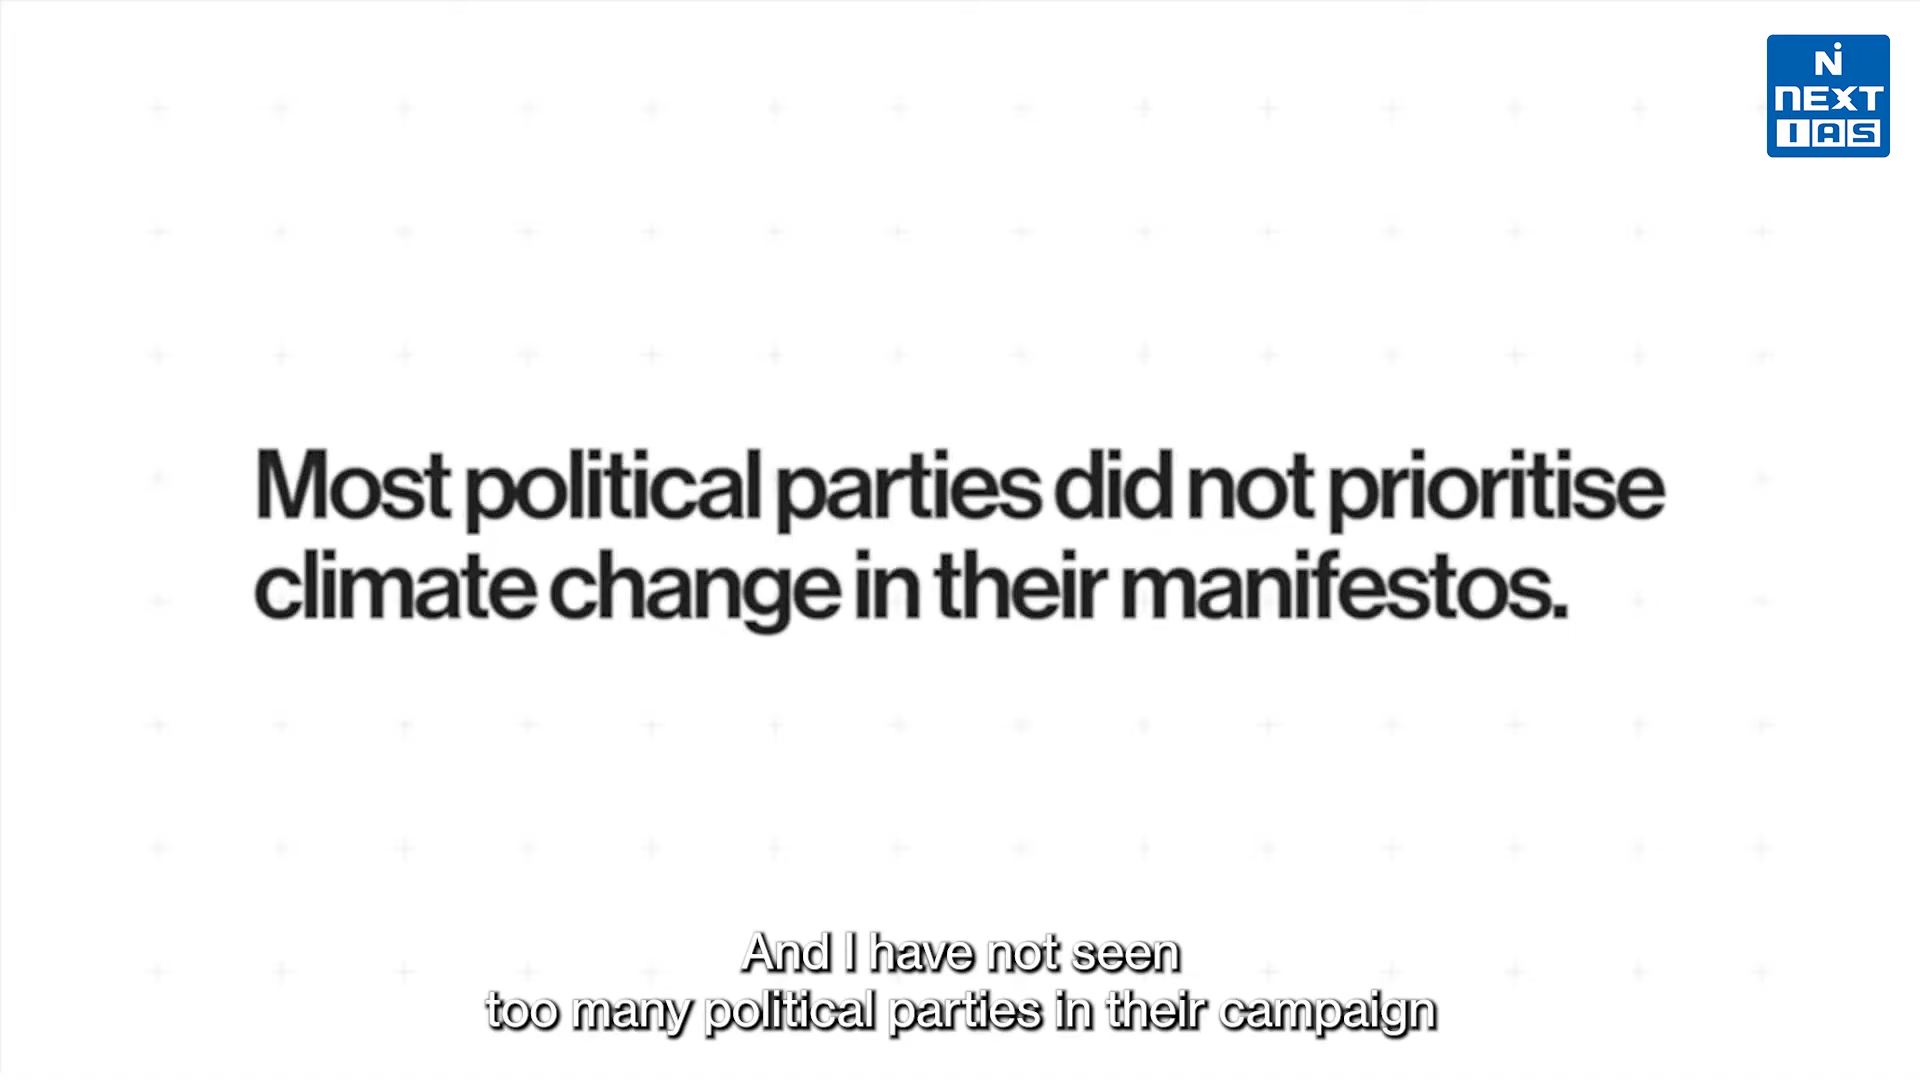 NEXT
IAS
Most political parties did not prioritise
climate change in their manifestos.
And I have not seen
too many political parties in their campaign